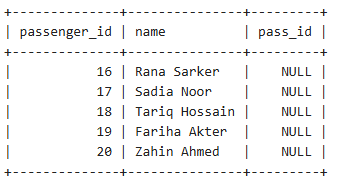 +--------------+---------------+---------+
| passenger_id | name          | pass_id |
+--------------+---------------+---------+
|           16 | Rana Sarker   |    NULL |
|           17 | Sadia Noor    |    NULL |
|           18 | Tariq Hossain |    NULL |
|           19 | Fariha Akter  |    NULL |
|           20 | Zahin Ahmed   |    NULL |
+--------------+---------------+---------+